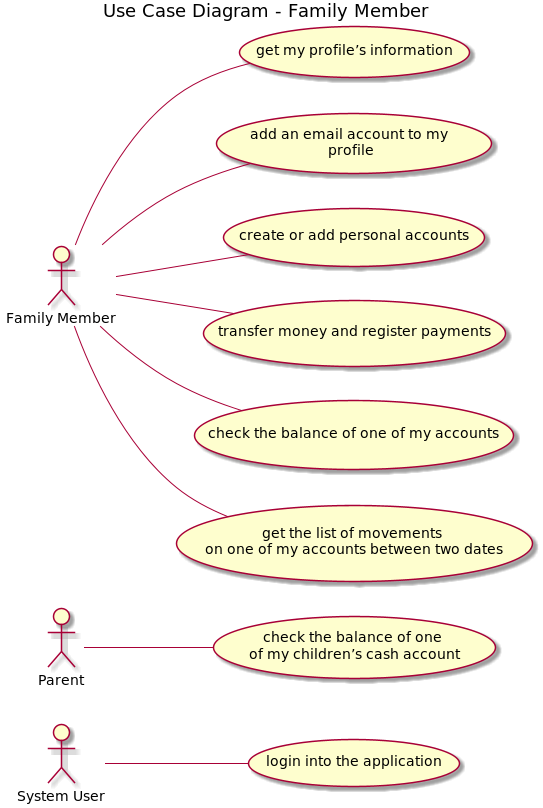 Use Case Diagram - Family Member
get my profile’s information
add an email account to my
profile
create or add personal accounts
Family Member
transfer money and register payments
check the balance of one of my accounts
get the list of movements
on one of my accounts between two dates
check the balance of one
of my children’s cash account
Parent
login into the application
System User